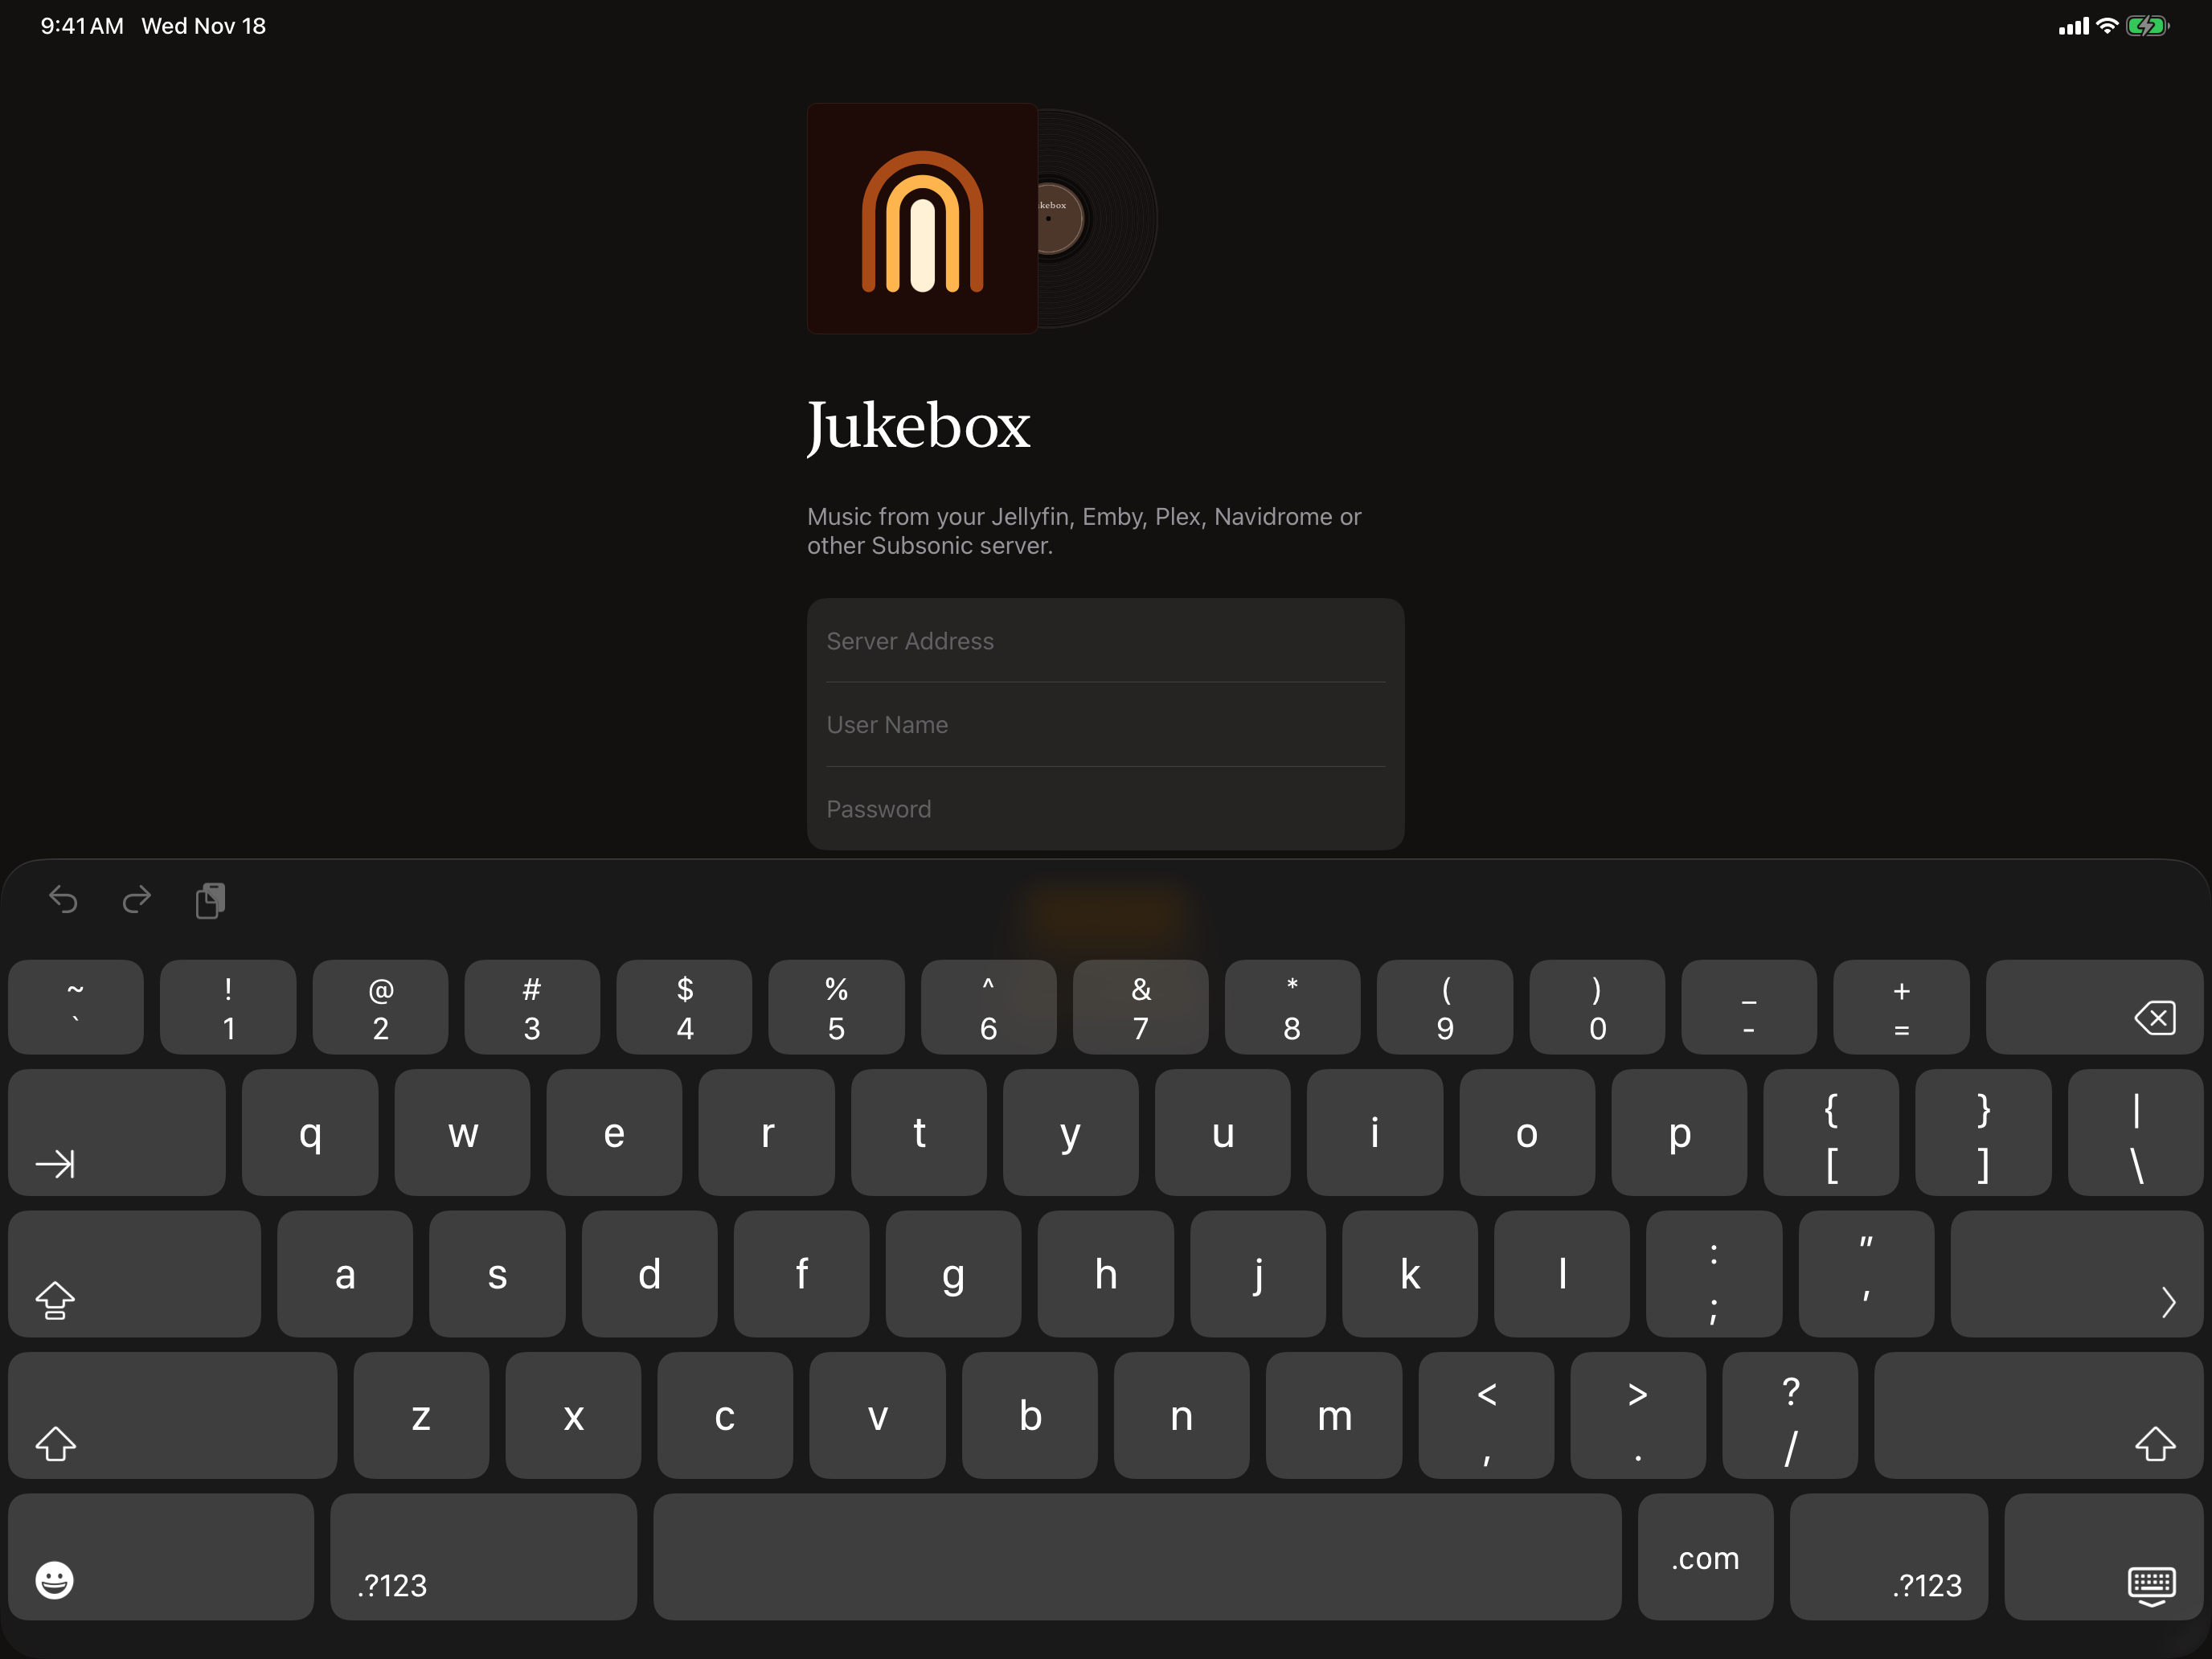 9:41 AM Wed Nov 18
kebox
Jukebox
Music from your Jellyfin, Emby, Plex, Navidrome or
other Subsonic server.
Server Address
User Name
Password
~ ! @ # $ % ^ & * ( ) _ +
` 1 2 3 4 5 6 7 8 9 0 - =
q w e r t y u i o p { } |
[ ] \
a s d f g h j k l : "
; '
z x c v b n m < > ?
, . /
.?123 .com .?123